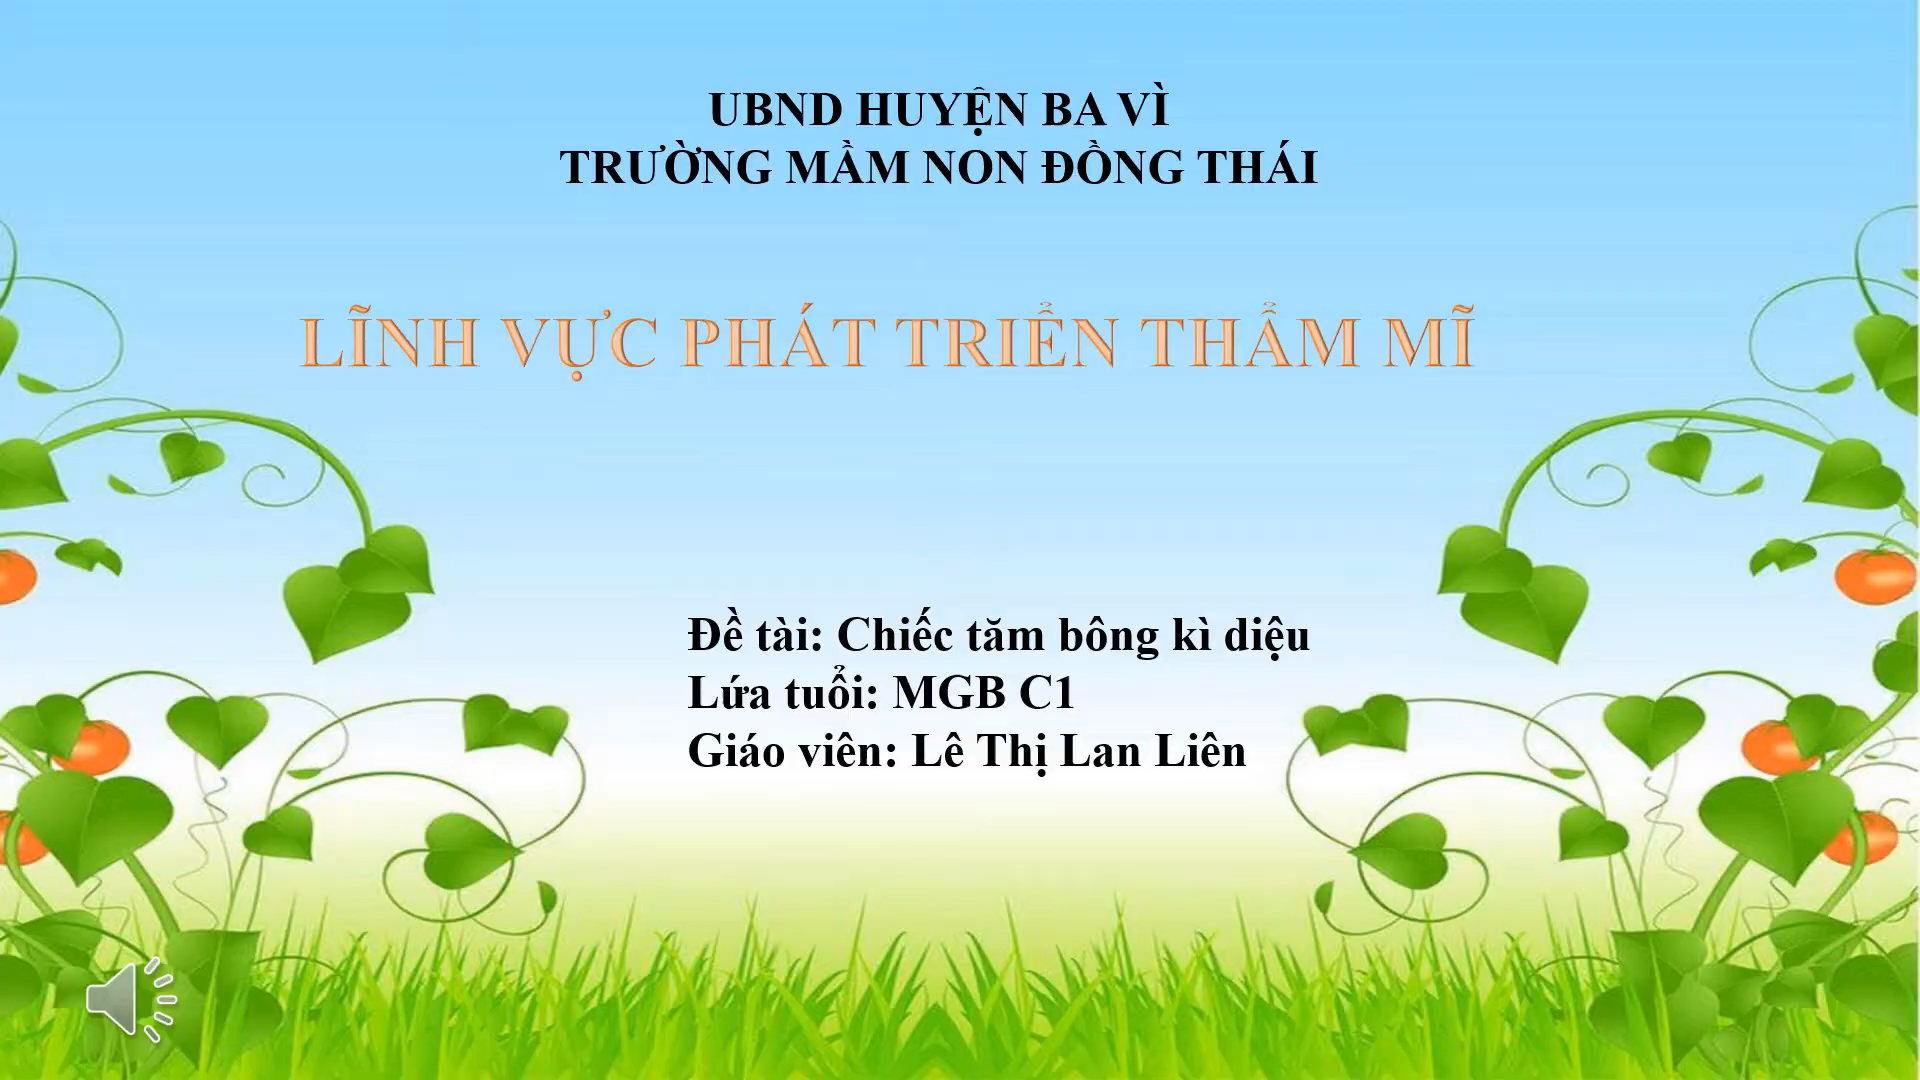 UBND HUYỆN BA VÌ
TRƯỜNG MẦM NON ĐỒNG THÁI
LĨNH VỰC PHÁT TRIỂN THẨM MĨ
Đề tài: Chiếc tăm bông kì diệu
Lứa tuổi: MGB C1
Giáo viên: Lê Thị Lan Liên